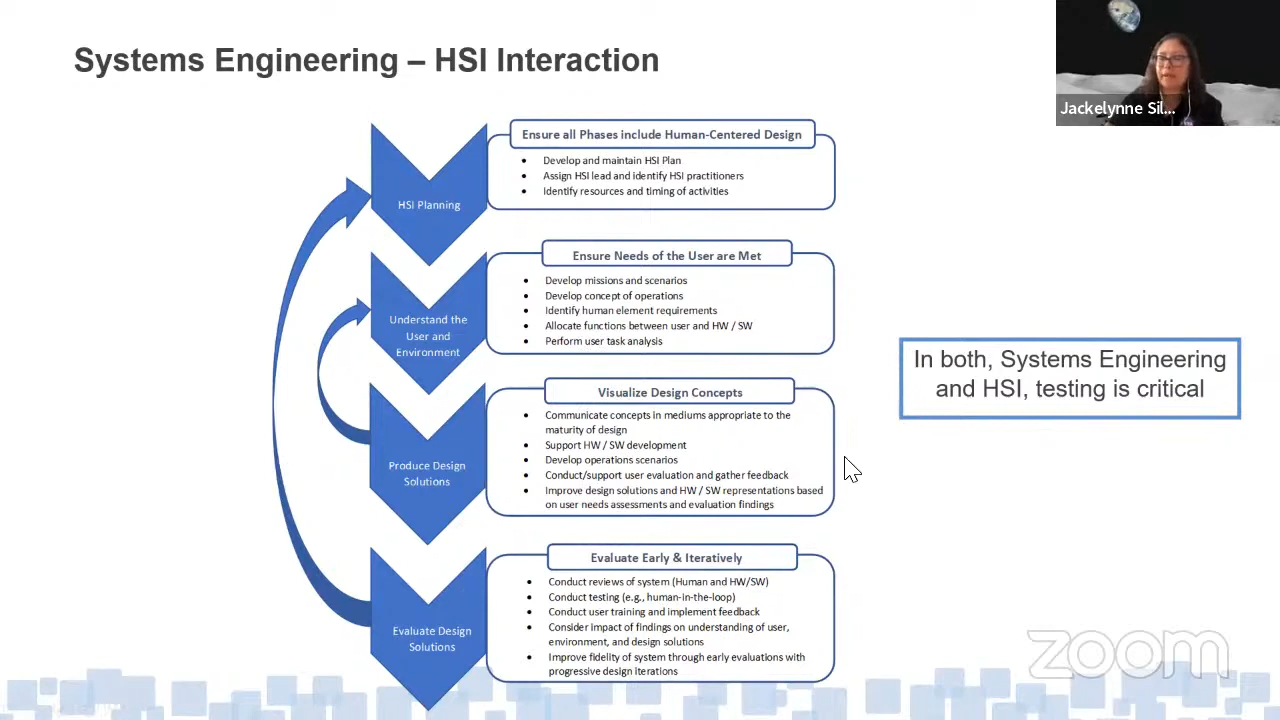 Systems Engineering – HSI Interaction
Jackelynne Sil...
HSI Planning
Ensure all Phases include Human-Centered Design
• Develop and maintain HSI Plan
• Assign HSI lead and identify HSI practitioners
• Identify resources and timing of activities
Understand the
User and
Environment
Ensure Needs of the User are Met
• Develop missions and scenarios
• Develop concept of operations
• Identify human element requirements
• Allocate functions between user and HW / SW
• Perform user task analysis
In both, Systems Engineering
and HSI, testing is critical
Produce Design
Solutions
Visualize Design Concepts
• Communicate concepts in mediums appropriate to the
maturity of design
• Support HW / SW development
• Develop operations scenarios
• Conduct/support user evaluation and gather feedback
• Improve design solutions and HW / SW representations based
on user needs assessments and evaluation findings
Evaluate Design
Solutions
Evaluate Early & Iteratively
• Conduct reviews of system (Human and HW/SW)
• Conduct testing (e.g., human-in-the-loop)
• Conduct user training and implement feedback
• Consider impact of findings on understanding of user,
environment, and design solutions
• Improve fidelity of system through early evaluations with
progressive design iterations
zoom